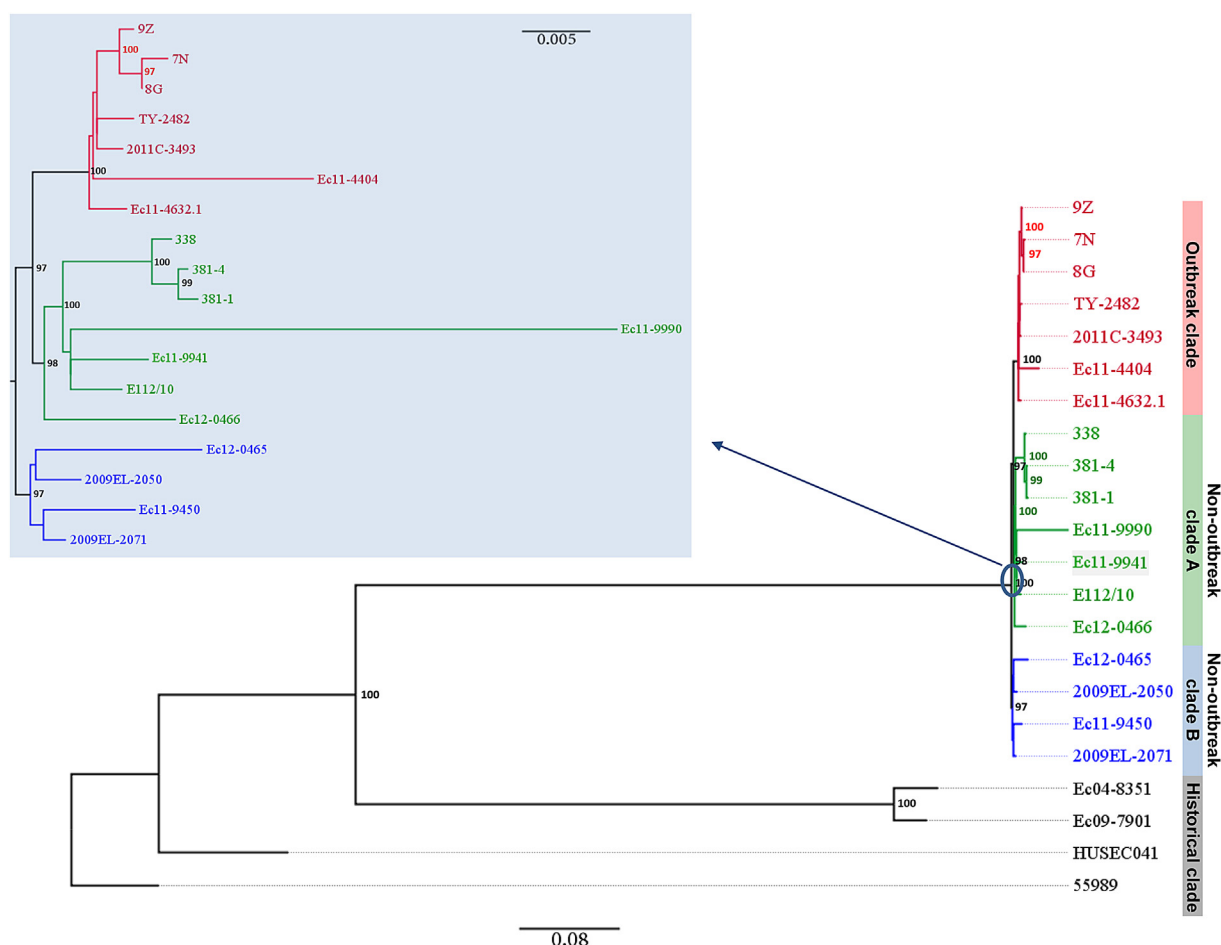 9Z
0.005
100
7N
97
8G
TY-2482
2011C-3493
100
Ec11-4404
Ec11-4632.1
338
100
381-4
97
99
381-1
100
Ec11-9990
Ec11-9941
98
E112/10
Ec12-0466
Ec12-0465
2009EL-2050
97
Ec11-9450
2009EL-2071
9Z
100
7N
97
8G
TY-2482
2011C-3493
100
Ec11-4404
Ec11-4632.1
338
100
97
381-4
99
381-1
100
Ec11-9990
98
Ec11-9941
100
E112/10
Ec12-0466
Ec12-0465
2009EL-2050
97
Ec11-9450
2009EL-2071
Ec04-8351
100
Ec09-7901
HUSEC041
55989
100
0.08
Outbreak clade
Non-outbreak
clade A
Non-outbreak
clade B
Historical clade